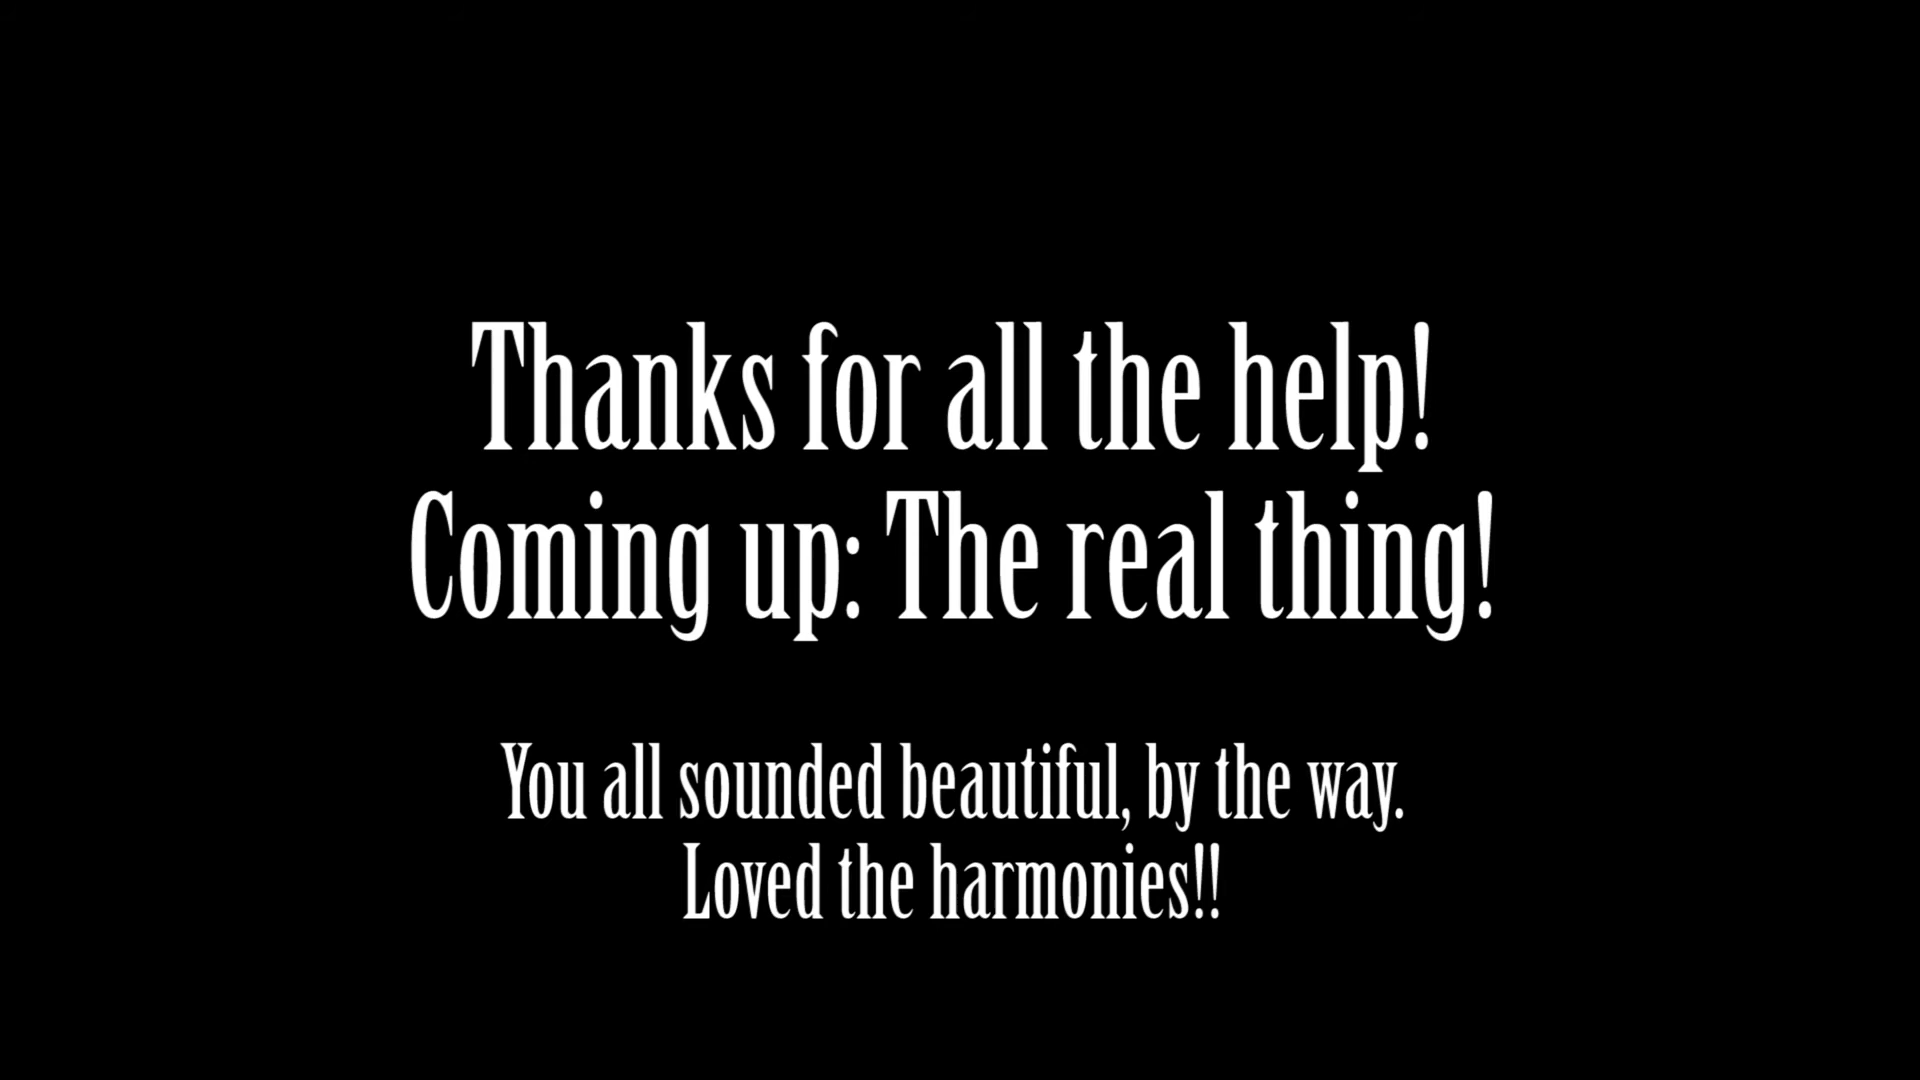 Thanks for all the help!
Coming up: The real thing!
You all sounded beautiful, by the way.
Loved the harmonies!!